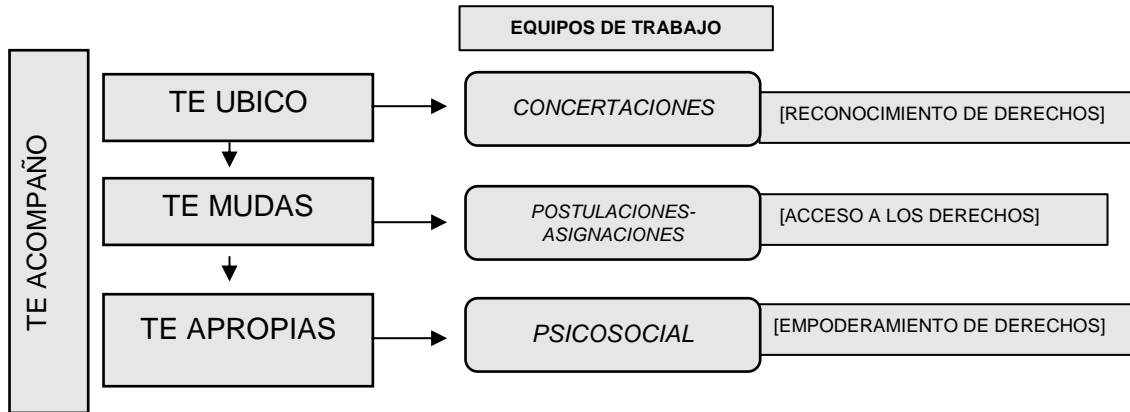 EQUIPOS DE TRABAJO
TE ACOMPAÑO
TE UBICO
CONCERTACIONES
[RECONOCIMIENTO DE DERECHOS]
TE MUDAS
POSTULACIONES-
ASIGNACIONES
[ACCESO A LOS DERECHOS]
TE APROPIAS
PSICOSOCIAL
[EMPODERAMIENTO DE DERECHOS]